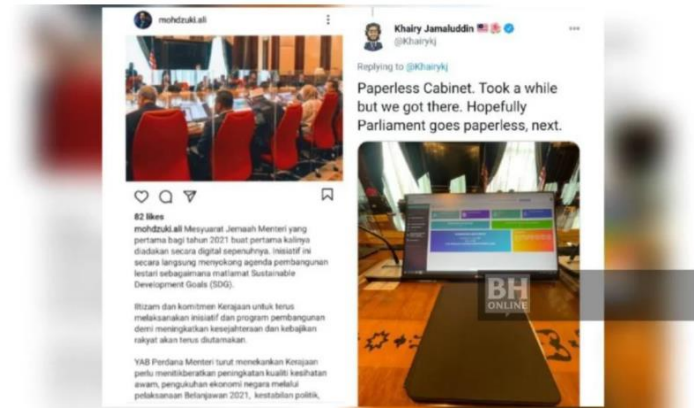 mohdzuki.ali
82 likes
mohdzuki.ali Mesyuarat Jemaah Menteri yang
pertama bagi tahun 2021 buat pertama kalinya
diadakan secara digital sepenuhnya. Inisiatif ini
secara langsung menyokong agenda pembangunan
lestari sebagaimana matlamat Sustainable
Development Goals (SDG).
Iltizam dan komitmen Kerajaan untuk terus
melaksanakan inisiatif dan program pembangunan
demi meningkatkan kesejahteraan dan kebajikan
rakyat akan terus diutamakan.
YAB Perdana Menteri turut menekankan Kerajaan
perlu menitikberatkan peningkatan kualiti kesihatan
awam, pengukuhan ekonomi negara melalui
pelaksanaan Belanjawan 2021, kestabilan politik,
Khairy Jamaluddin
@Khairykj
Replying to @Khairykj
Paperless Cabinet. Took a while
but we got there. Hopefully
Parliament goes paperless, next.
BH
ONLINE